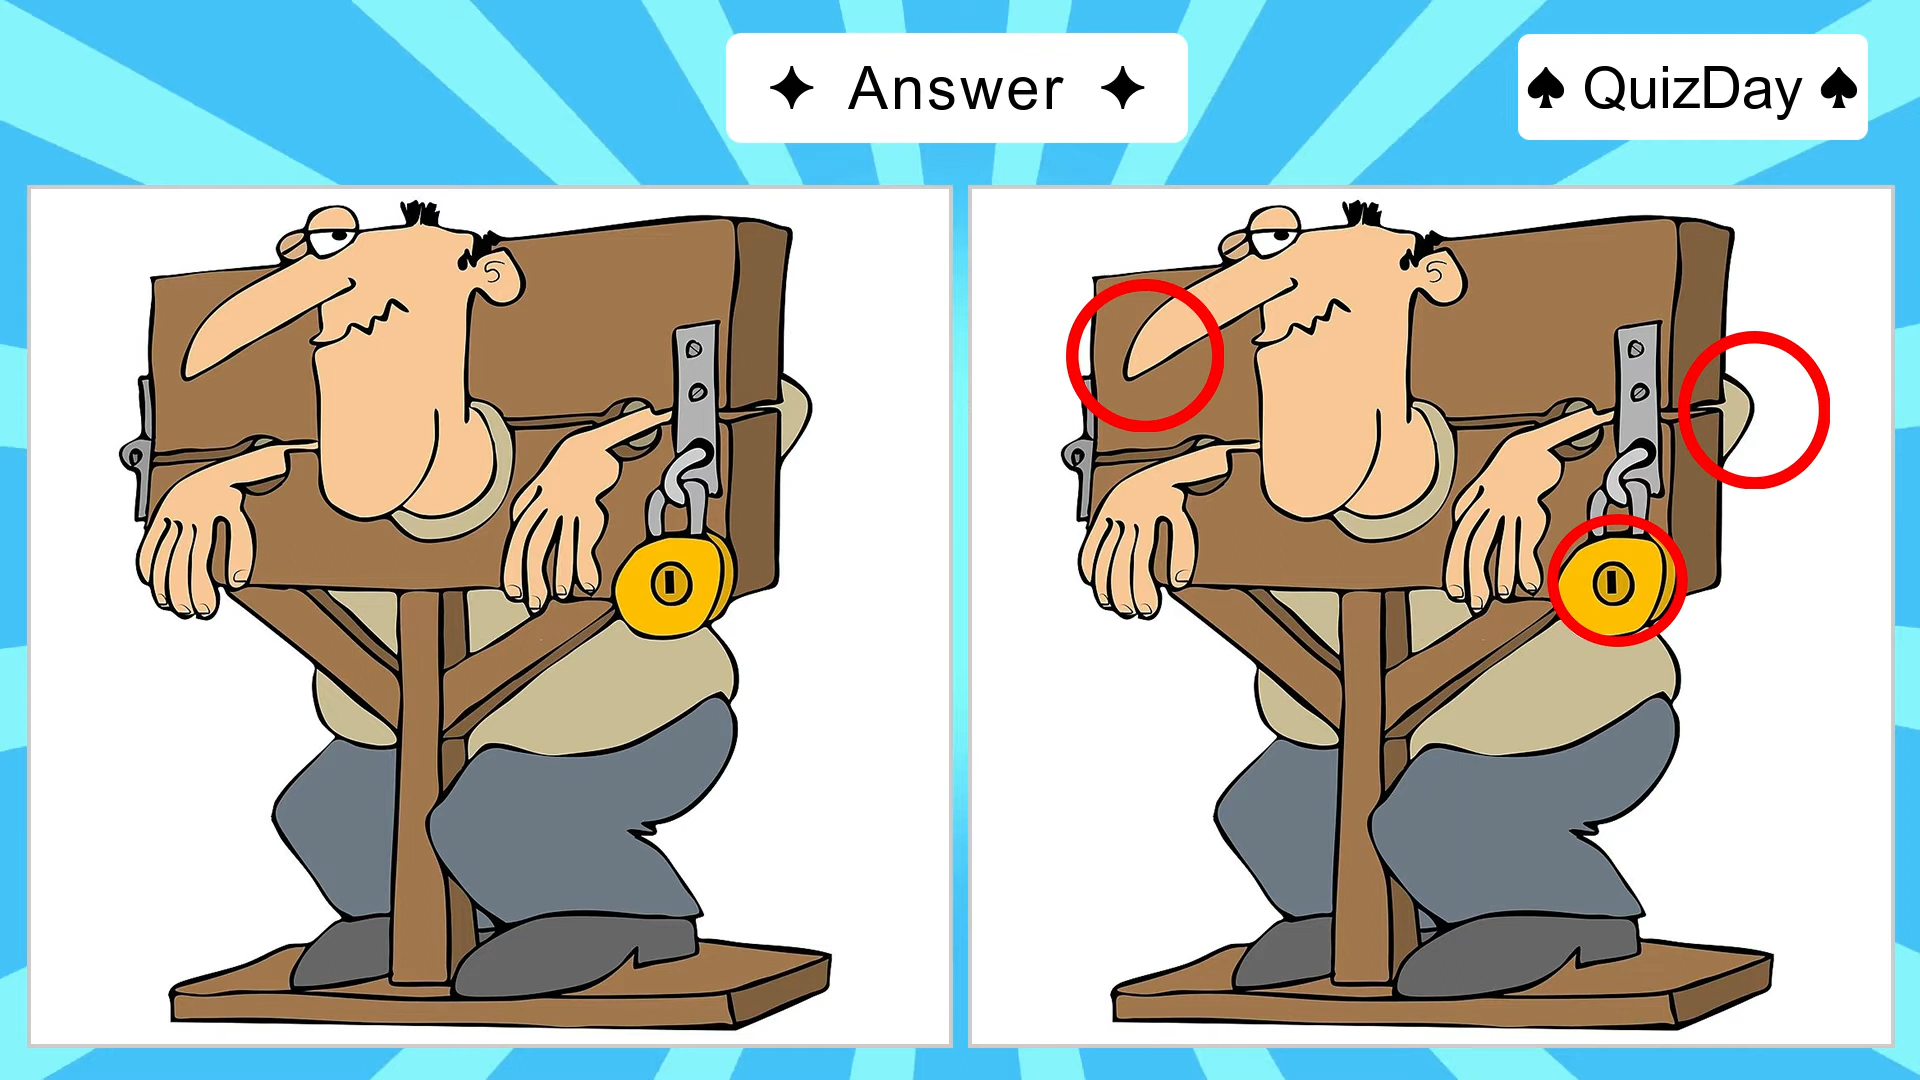 ✦ Answer ✦
♠ QuizDay ♠